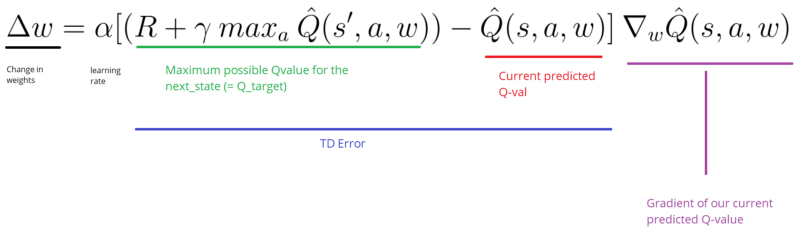 Δw = α[(R + γ max_a Q̂(s′, a, w)) − Q̂(s, a, w)] ∇_w Q̂(s, a, w)
Change in
weights
learning
rate
Maximum possible Qvalue for the
next_state (= Q_target)
Current predicted
Q-val
TD Error
Gradient of our current
predicted Q-value